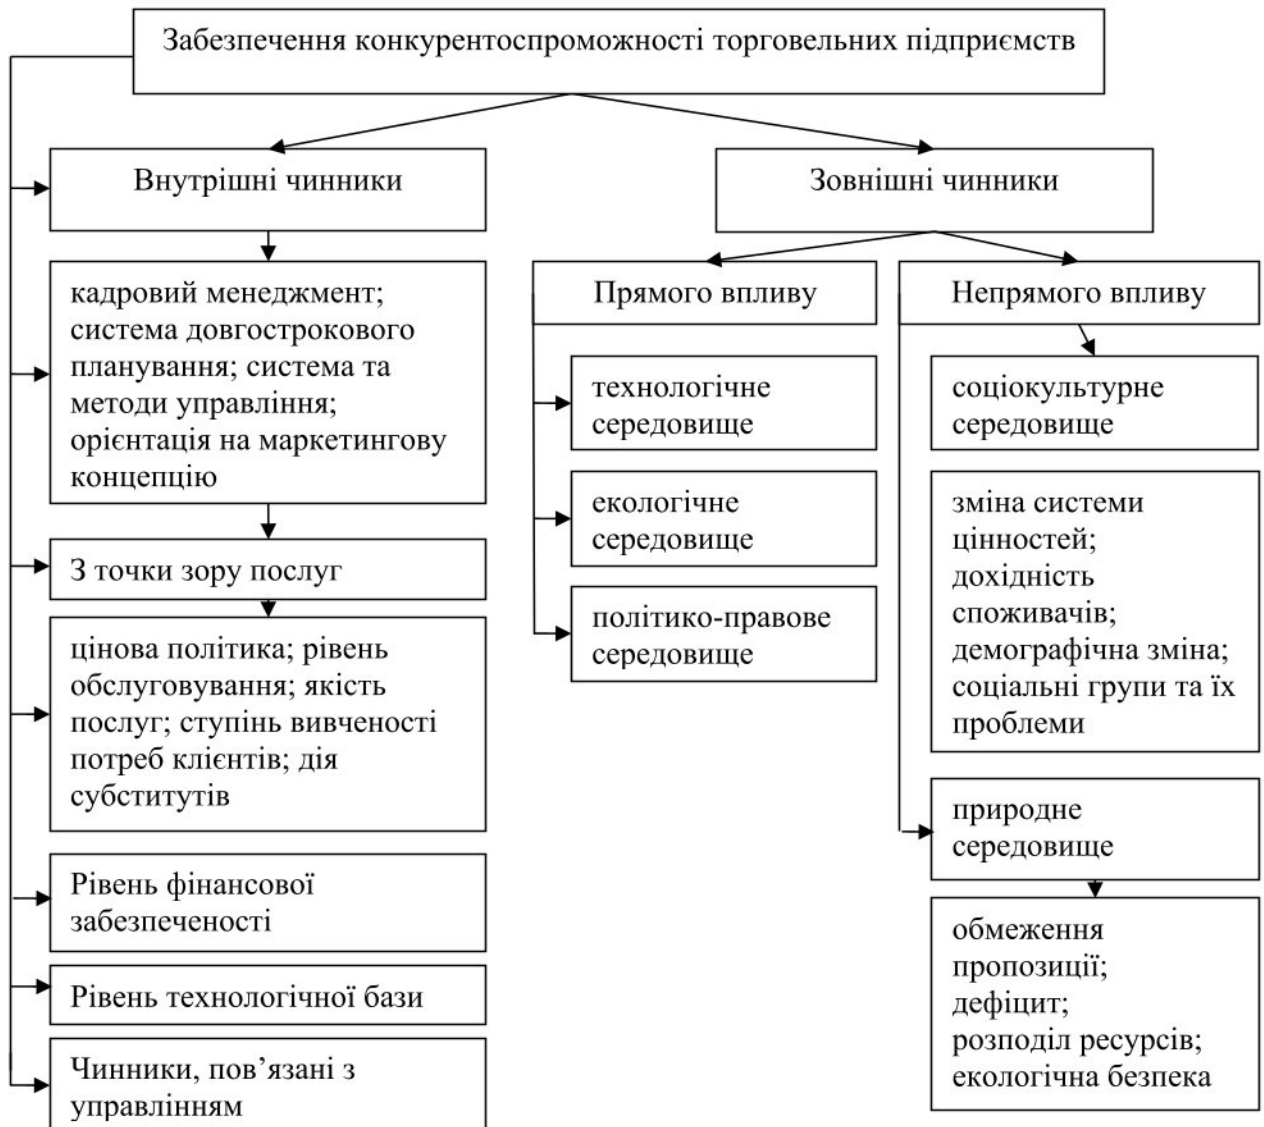 Забезпечення конкурентоспроможності торговельних підприємств
Внутрішні чинники
кадровий менеджмент;
система довгострокового
планування; система та
методи управління;
орієнтація на маркетингову
концепцію
З точки зору послуг
цінова політика; рівень
обслуговування; якість
послуг; ступінь вивченості
потреб клієнтів; дія
субститутів
Рівень фінансової
забезпеченості
Рівень технологічної бази
Чинники, пов’язані з
управлінням
Зовнішні чинники
Прямого впливу
технологічне
середовище
екологічне
середовище
політико-правове
середовище
Непрямого впливу
соціокультурне
середовище
зміна системи
цінностей;
дохідність
споживачів;
демографічна зміна;
соціальні групи та їх
проблеми
природне
середовище
обмеження
пропозиції;
дефіцит;
розподіл ресурсів;
екологічна безпека